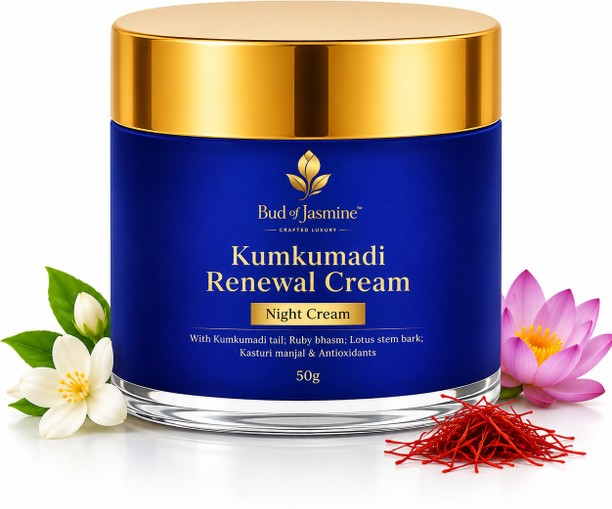 Bud of Jasmine™
CRAFTED LUXURY
Kumkumadi
Renewal Cream
Night Cream
With Kumkumadi tail; Ruby bhasm; Lotus stem bark;
Kasturi manjal & Antioxidants
50g